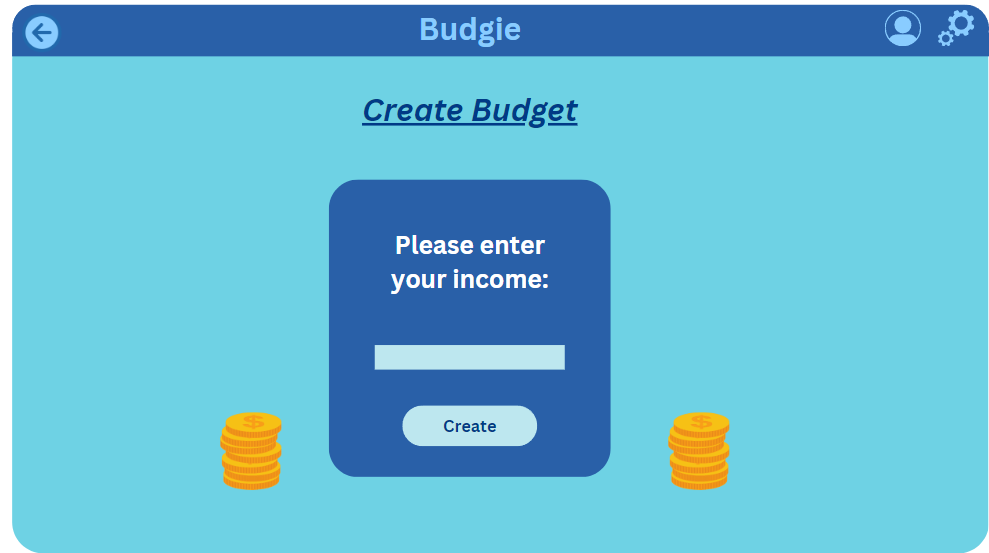 Budgie
Create Budget
Please enter
your income:
Create
$
$